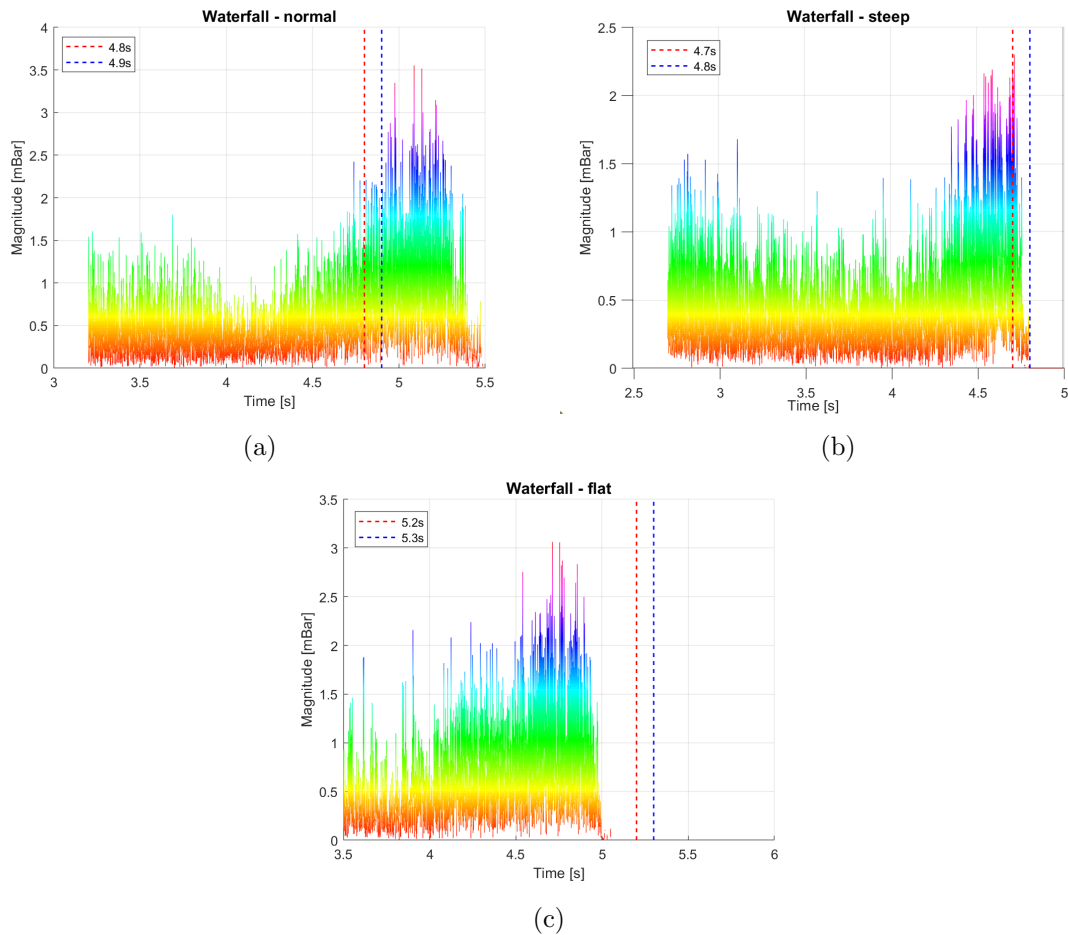 Waterfall - normal
4.8s
4.9s
Magnitude [mBar]
4
3.5
3
2.5
2
1.5
1
0.5
0
3
3.5
4
4.5
5
5.5
Time [s]
(a)
Waterfall - steep
4.7s
4.8s
Magnitude [mBar]
2.5
2
1.5
1
0.5
0
2.5
3
3.5
4
4.5
5
Time [s]
(b)
Waterfall - flat
5.2s
5.3s
Magnitude [mBar]
3.5
3
2.5
2
1.5
1
0.5
0
3.5
4
4.5
5
5.5
6
Time [s]
(c)